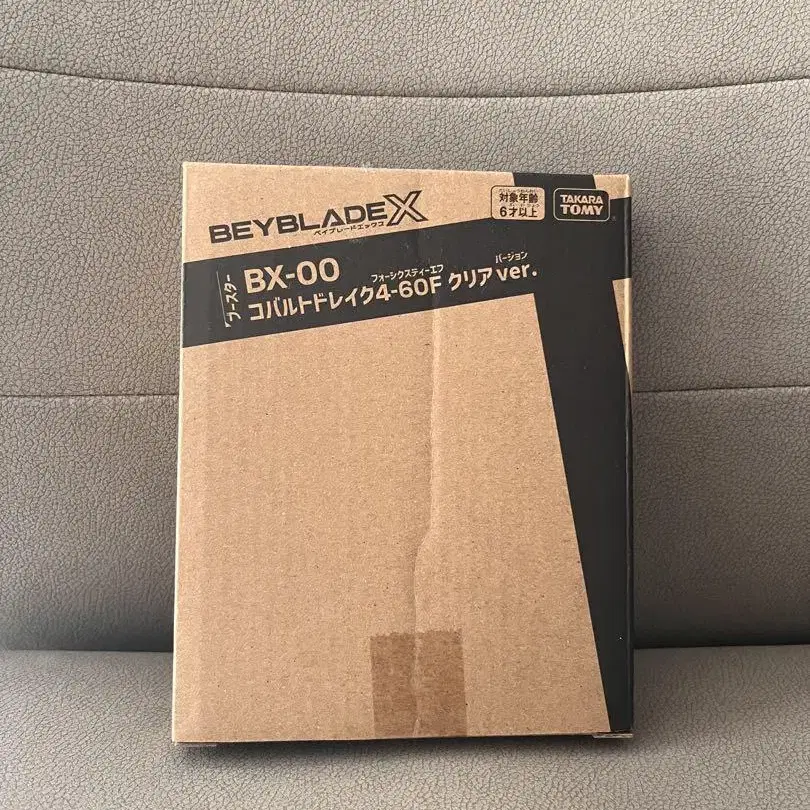 BEYBLADE X
ベイブレードエックス
対象年齢
6才以上
TAKARA
TOMY
ブースター
BX-00
フォーシックスティーエフ
バージョン
コバルトドレイク4-60F クリアver.